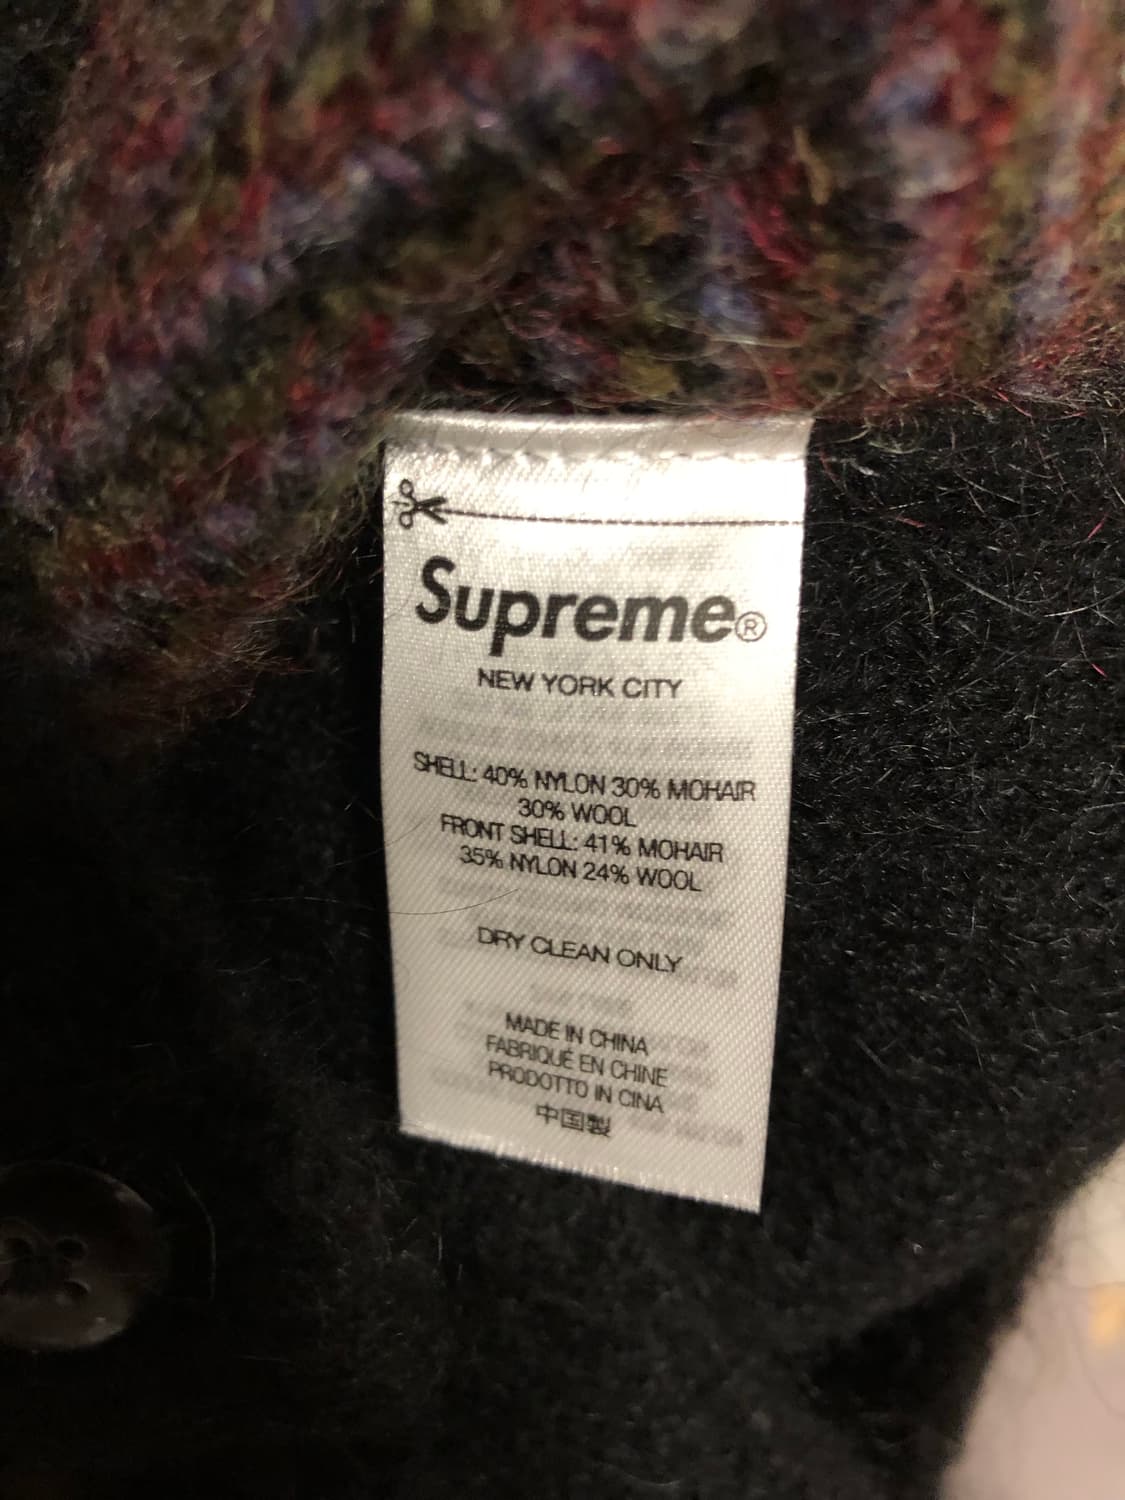 Supreme®
NEW YORK CITY
SHELL: 40% NYLON 30% MOHAIR
30% WOOL
FRONT SHELL: 41% MOHAIR
35% NYLON 24% WOOL
DRY CLEAN ONLY
MADE IN CHINA
FABRIQUÉ EN CHINE
PRODOTTO IN CINA
中国製